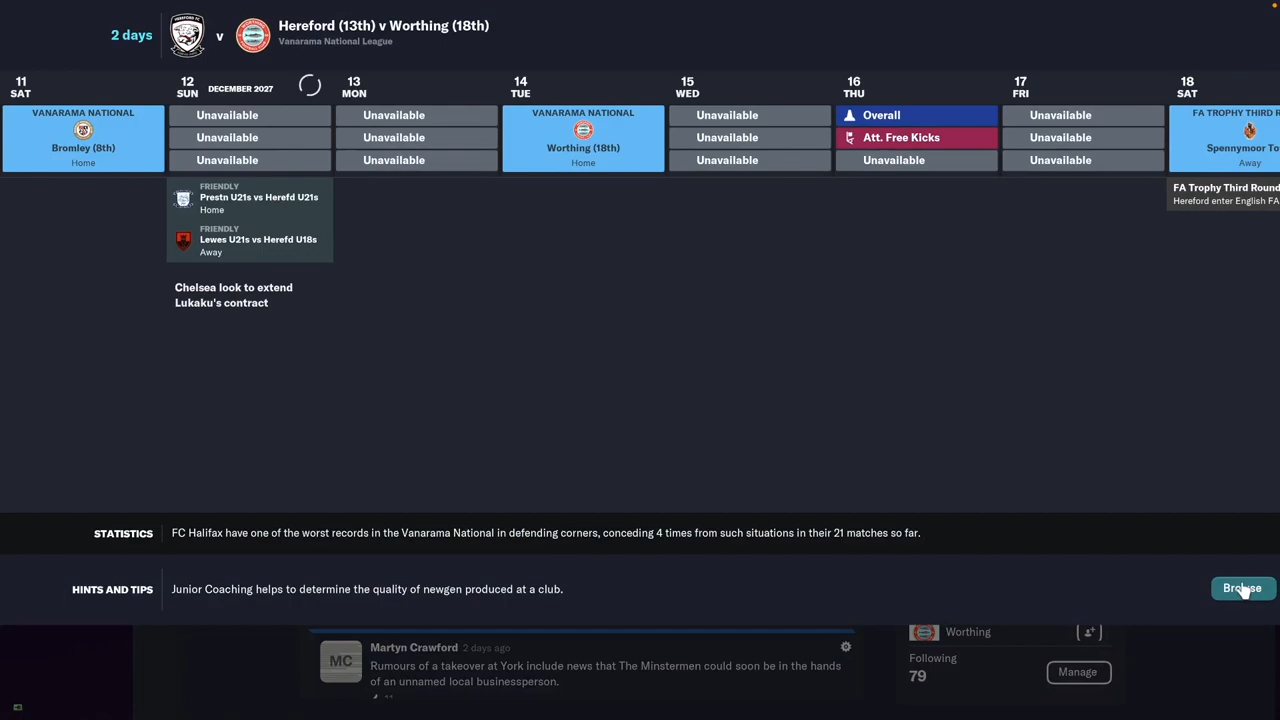 2 days
v
Hereford (13th) v Worthing (18th)
Vanarama National League
11
SAT
12
SUN
DECEMBER 2027
13
MON
14
TUE
15
WED
16
THU
17
FRI
18
SAT
VANARAMA NATIONAL
Bromley (8th)
Home
Unavailable
Unavailable
Unavailable
Unavailable
Unavailable
Unavailable
VANARAMA NATIONAL
Worthing (18th)
Home
Unavailable
Unavailable
Unavailable
Overall
Att. Free Kicks
Unavailable
Unavailable
Unavailable
Unavailable
FA TROPHY THIRD R
Spennymoor To
Away
FRIENDLY
Prestn U21s vs Herefd U21s
Home
FRIENDLY
Lewes U21s vs Herefd U18s
Away
FA Trophy Third Round
Hereford enter English FA
Chelsea look to extend
Lukaku's contract
STATISTICS
FC Halifax have one of the worst records in the Vanarama National in defending corners, conceding 4 times from such situations in their 21 matches so far.
HINTS AND TIPS
Junior Coaching helps to determine the quality of newgen produced at a club.
Browse
MC
Martyn Crawford 2 days ago
Rumours of a takeover at York include news that The Minstermen could soon be in the hands
of an unnamed local businessperson.
Worthing
Following
79
Manage